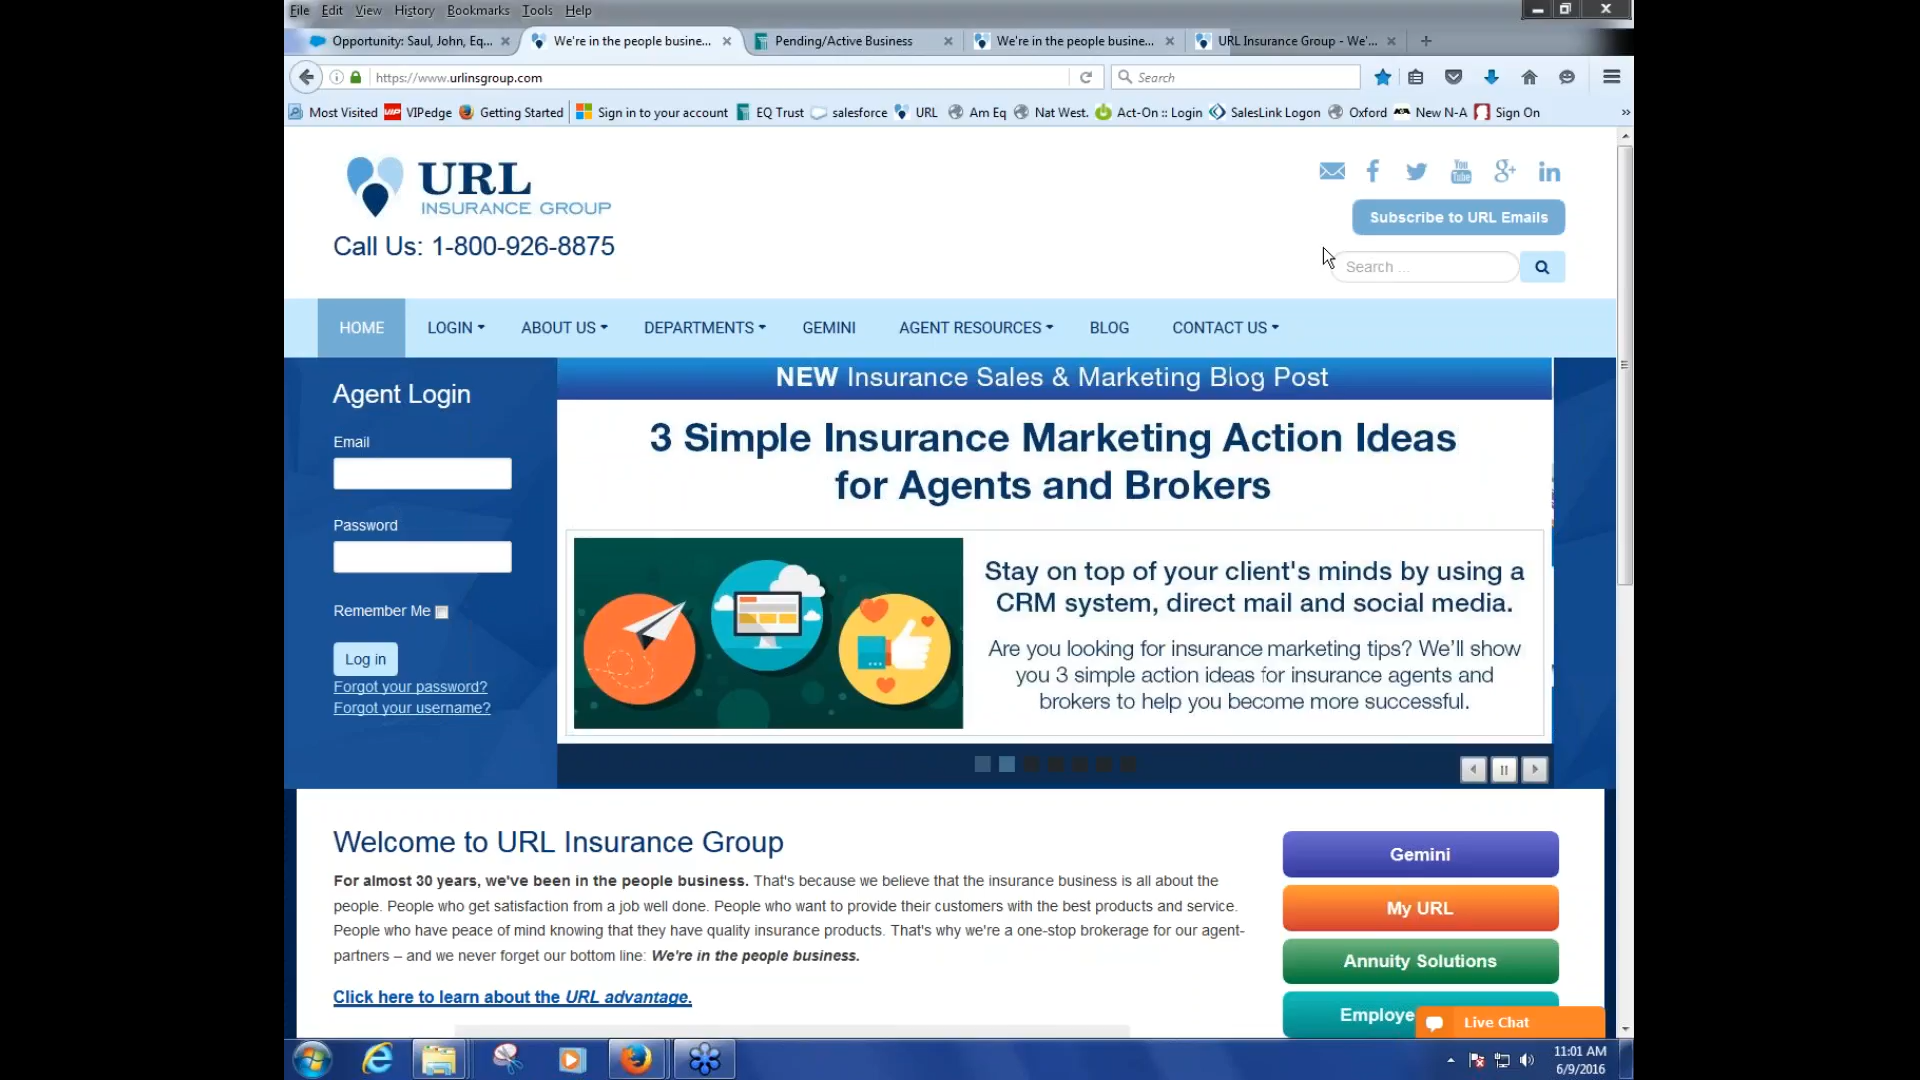 File Edit View History Bookmarks Tools Help
Opportunity: Saul, John, Eq... We're in the people busine... Pending/Active Business We're in the people busine... URL Insurance Group - We'...
https://www.urlinsgroup.com Search
Most Visited VIPedge Getting Started Sign in to your account EQ Trust salesforce URL Am Eq Nat West. Act-On :: Login SalesLink Logon Oxford New N-A Sign On
URL
INSURANCE GROUP
Call Us: 1-800-926-8875
Subscribe to URL Emails
Search ...
HOME LOGIN ABOUT US DEPARTMENTS GEMINI AGENT RESOURCES BLOG CONTACT US
Agent Login
Email
Password
Remember Me
Log in
Forgot your password?
Forgot your username?
NEW Insurance Sales & Marketing Blog Post
3 Simple Insurance Marketing Action Ideas
for Agents and Brokers
Stay on top of your client's minds by using a
CRM system, direct mail and social media.
Are you looking for insurance marketing tips? We'll show
you 3 simple action ideas for insurance agents and
brokers to help you become more successful.
Welcome to URL Insurance Group
For almost 30 years, we've been in the people business. That's because we believe that the insurance business is all about the
people. People who get satisfaction from a job well done. People who want to provide their customers with the best products and service.
People who have peace of mind knowing that they have quality insurance products. That's why we're a one-stop brokerage for our agent-
partners – and we never forget our bottom line: We're in the people business.
Click here to learn about the URL advantage.
Gemini
My URL
Annuity Solutions
Employe
Live Chat
11:01 AM
6/9/2016